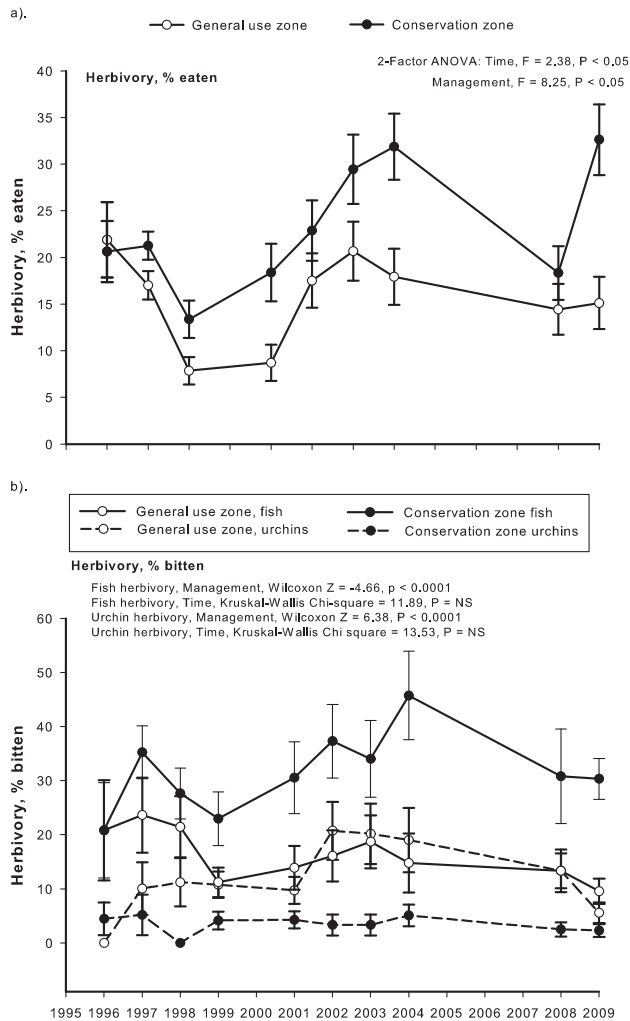 a).
General use zone
Conservation zone
2-Factor ANOVA: Time, F = 2.38, P < 0.05
Management, F = 8.25, P < 0.05
Herbivory, % eaten
Herbivory, % eaten
40
35
30
25
20
15
10
5
0
b).
General use zone, fish
Conservation zone fish
General use zone, urchins
Conservation zone urchins
Herbivory, % bitten
Fish herbivory, Management, Wilcoxon Z = -4.66, p < 0.0001
Fish herbivory, Time, Kruskal-Wallis Chi-square = 11.89, P = NS
Urchin herbivory, Management, Wilcoxon Z = 6.38, P < 0.0001
Urchin herbivory, Time, Kruskal-Wallis Chi square = 13.53, P = NS
Herbivory, % bitten
60
50
40
30
20
10
0
1995 1996 1997 1998 1999 2000 2001 2002 2003 2004 2005 2006 2007 2008 2009